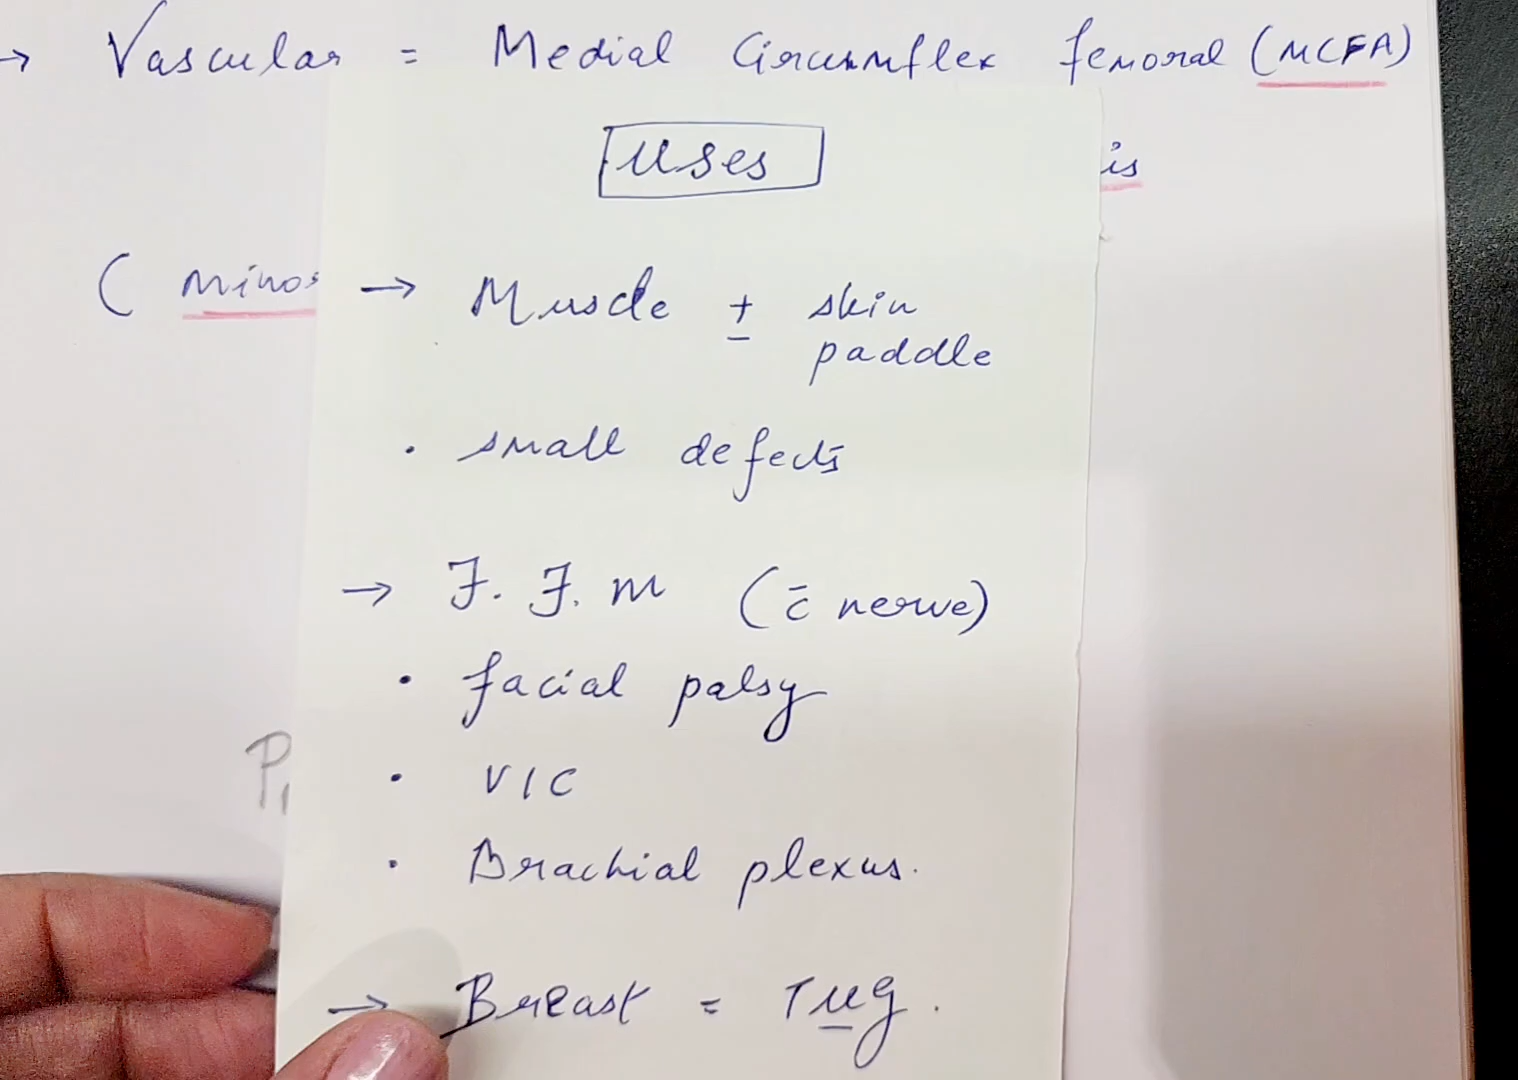 → Vascular = Medial Circumflex femoral (MCFA)
USES
is
( Minor
→ Muscle ± skin
paddle
• small defects
→ F. F. M (c̄ nerve)
• facial palsy
• VIC
• Brachial plexus.
→ Breast = TUG.